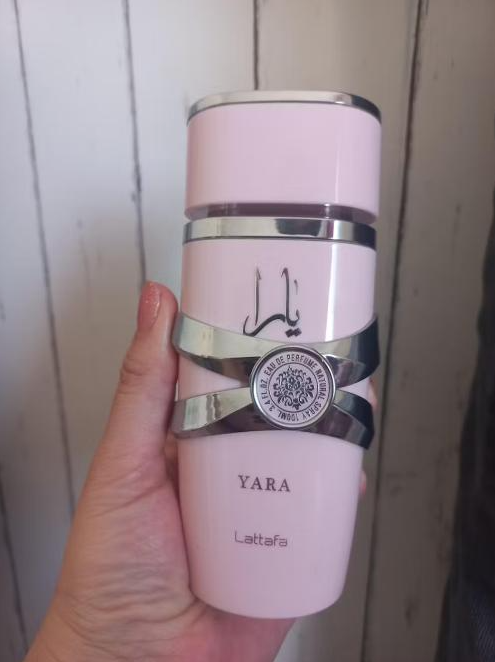 يارا
EAU DE PERFUME NATURAL SPRAY 100ML 3.4 FL.OZ
YARA
Lattafa